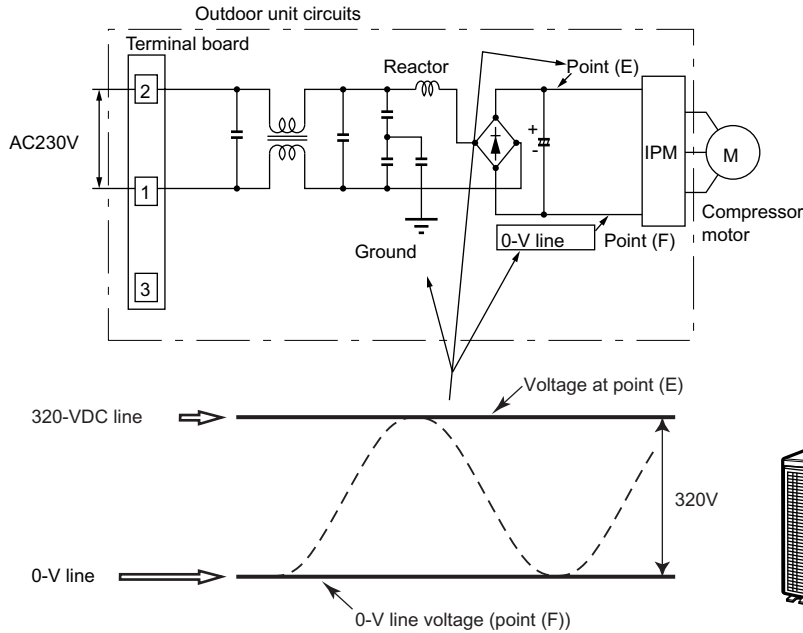 Outdoor unit circuits
Terminal board
2
Reactor
Point (E)
AC230V
+
-
IPM
M
1
Compressor
motor
0-V line
Point (F)
Ground
3
Voltage at point (E)
320-VDC line
320V
0-V line
0-V line voltage (point (F))